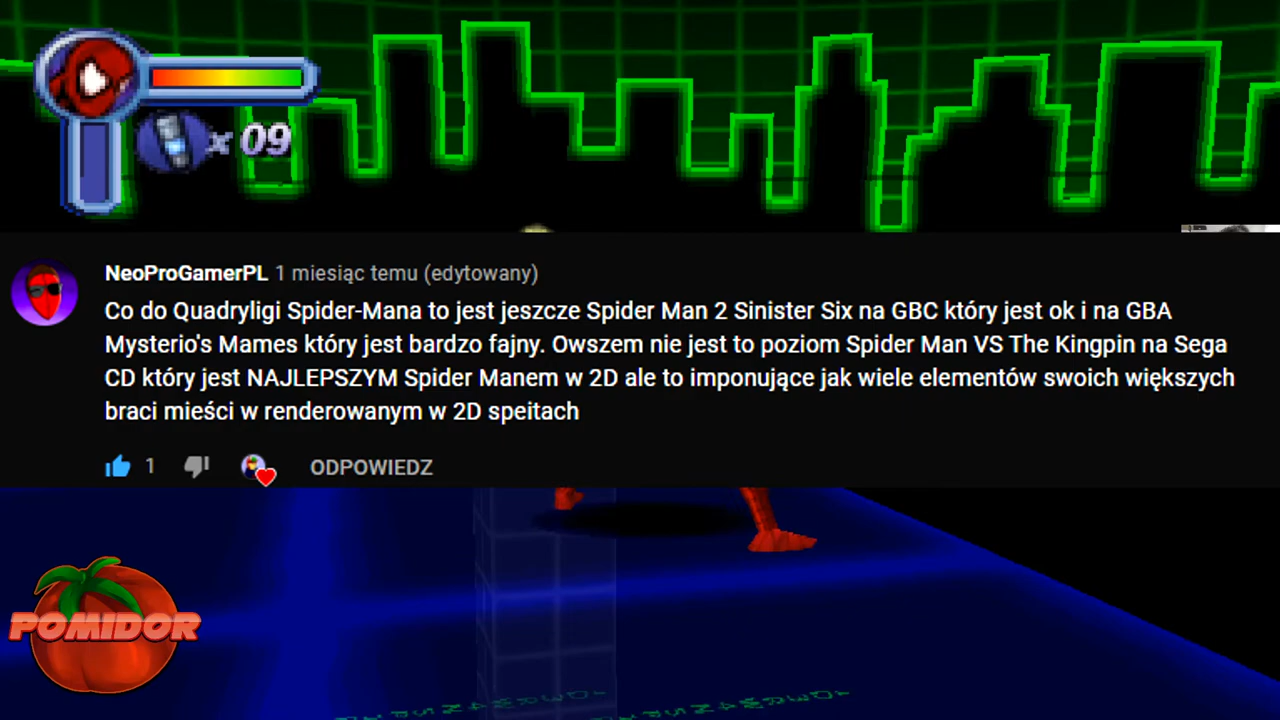 x 09
NeoProGamerPL 1 miesiąc temu (edytowany)
Co do Quadryligi Spider-Mana to jest jeszcze Spider Man 2 Sinister Six na GBC który jest ok i na GBA
Mysterio's Mames który jest bardzo fajny. Owszem nie jest to poziom Spider Man VS The Kingpin na Sega
CD który jest NAJLEPSZYM Spider Manem w 2D ale to imponujące jak wiele elementów swoich większych
braci mieści w renderowanym w 2D speitach
1 ODPOWIEDZ
POMIDOR